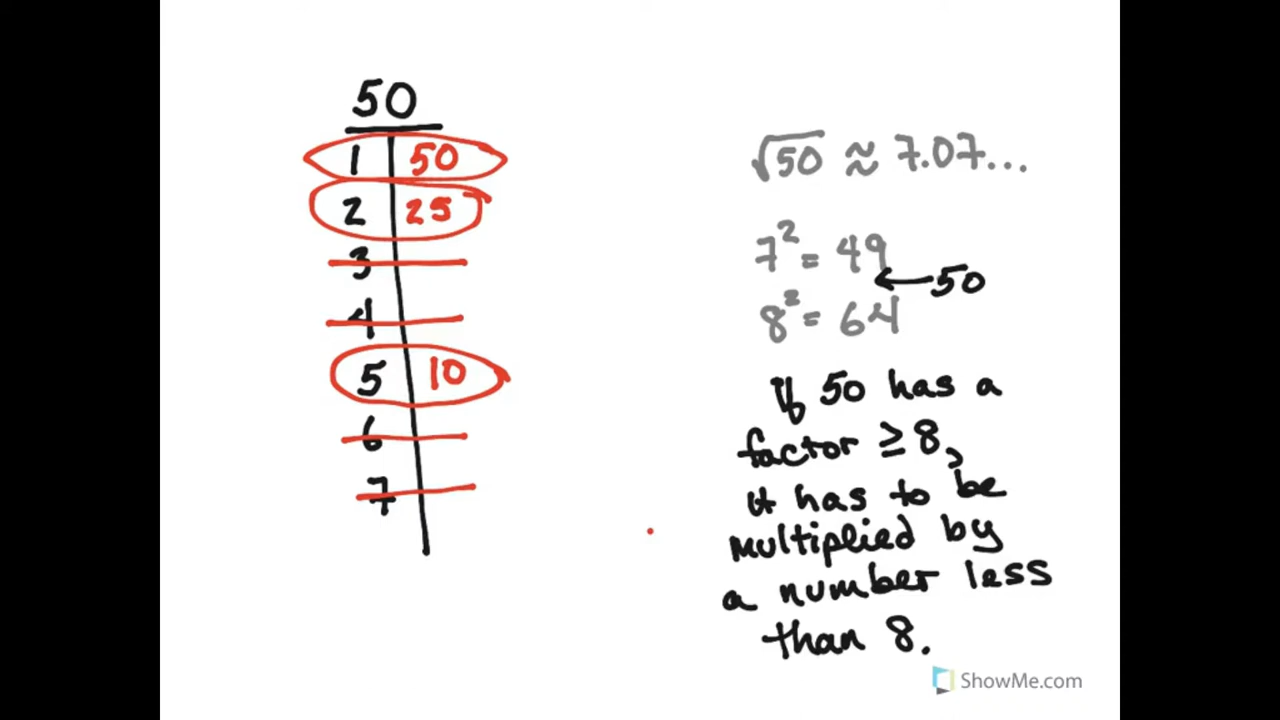 50
1 50
2 25
3
4
5 10
6
7
√50 ≈ 7.07...
7² = 49
← 50
8² = 64
If 50 has a
factor ≥ 8,
it has to be
multiplied by
a number less
than 8.
ShowMe.com